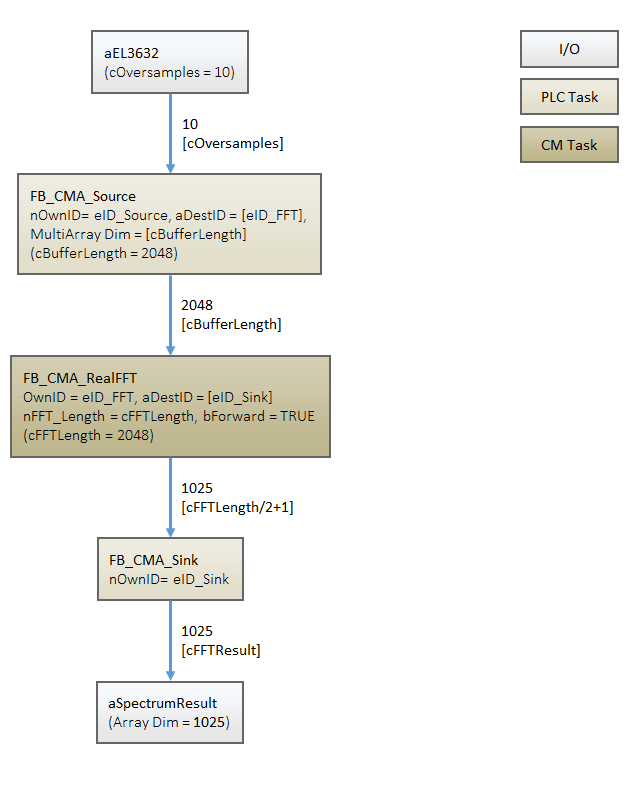 aEL3632
(cOversamples = 10)
10
[cOversamples]
FB_CMA_Source
nOwnID= eID_Source, aDestID = [eID_FFT],
MultiArray Dim = [cBufferLength]
(cBufferLength = 2048)
2048
[cBufferLength]
FB_CMA_RealFFT
OwnID = eID_FFT, aDestID = [eID_Sink]
nFFT_Length = cFFTLength, bForward = TRUE
(cFFTLength = 2048)
1025
[cFFTLength/2+1]
FB_CMA_Sink
nOwnID= eID_Sink
1025
[cFFTResult]
aSpectrumResult
(Array Dim = 1025)
I/O
PLC Task
CM Task